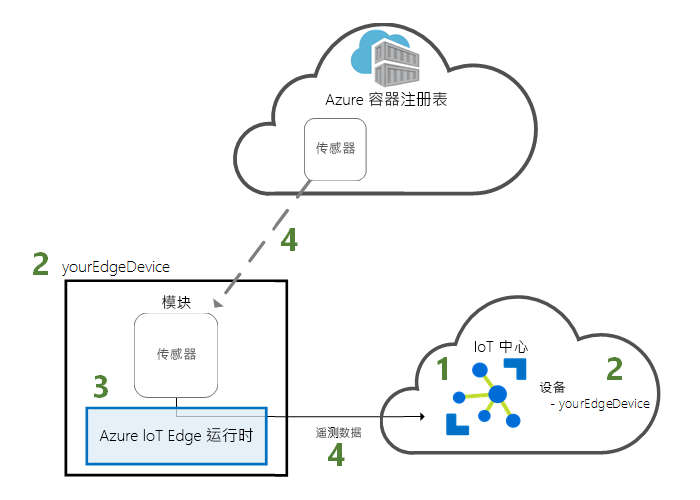 Azure 容器注册表
传感器
4
2
yourEdgeDevice
模块
传感器
3
Azure IoT Edge 运行时
遥测数据
4
IoT 中心
1
2
设备
- yourEdgeDevice